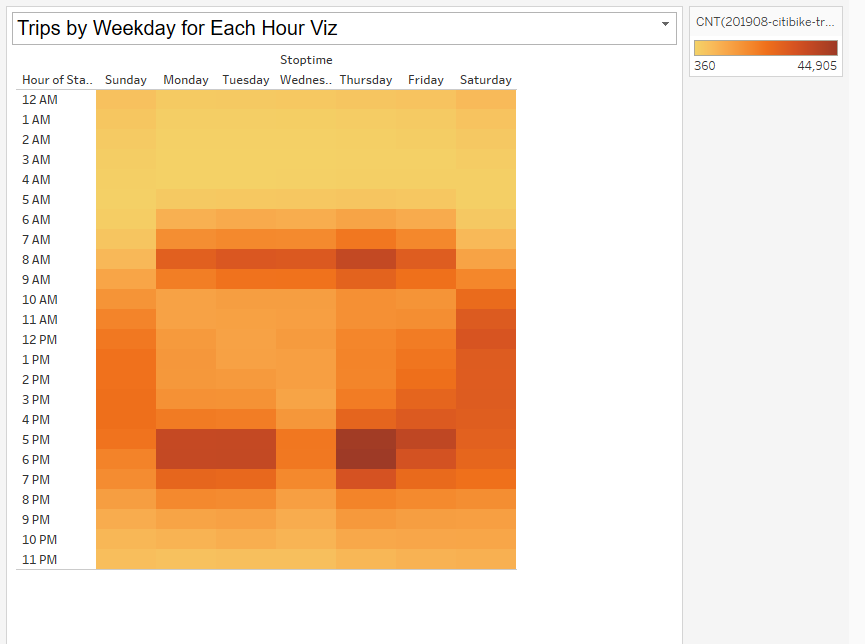 Trips by Weekday for Each Hour Viz
CNT(201908-citibike-tr...
360 44,905
Stoptime
Hour of Sta.. Sunday Monday Tuesday Wednes.. Thursday Friday Saturday
12 AM
1 AM
2 AM
3 AM
4 AM
5 AM
6 AM
7 AM
8 AM
9 AM
10 AM
11 AM
12 PM
1 PM
2 PM
3 PM
4 PM
5 PM
6 PM
7 PM
8 PM
9 PM
10 PM
11 PM